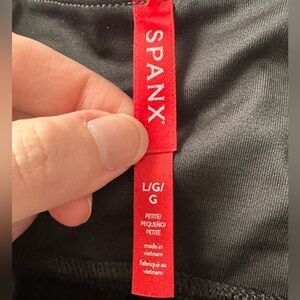 SPANX
L/G/
G
PETITE/
PEQUEÑO/
PETITE
made in
vietnam
fabriqué au
vietnam